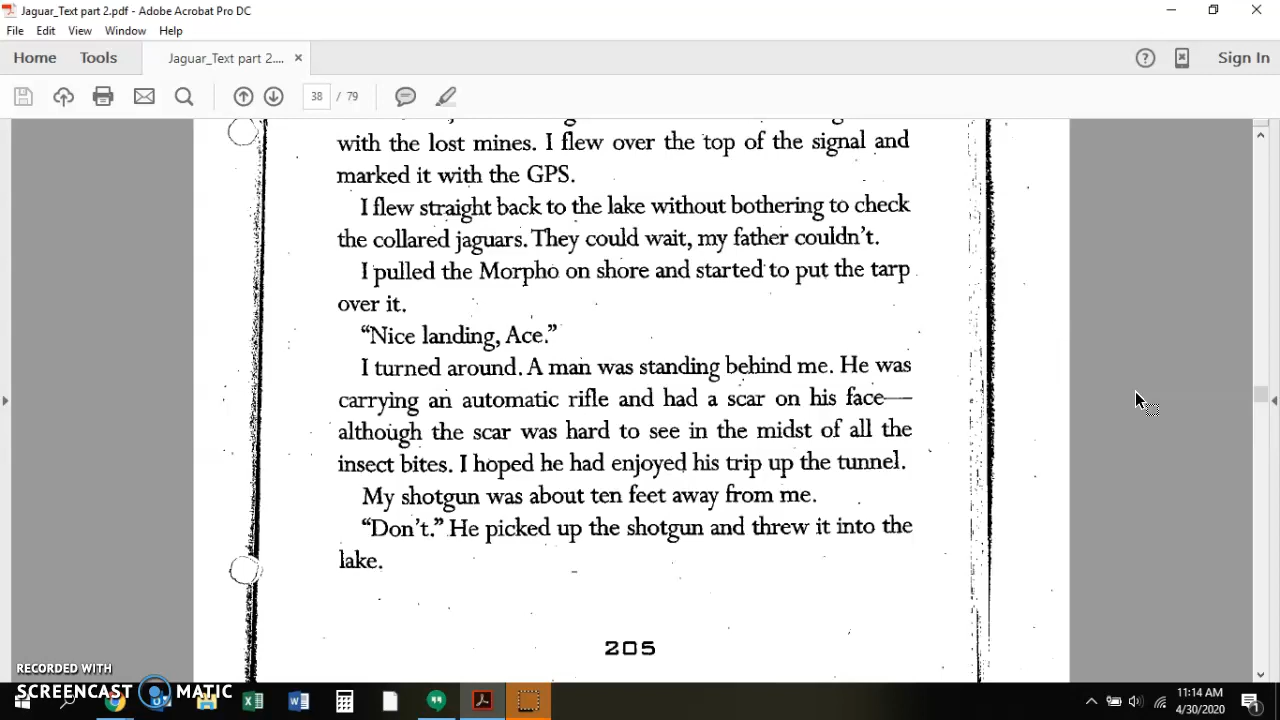 Jaguar_Text part 2.pdf - Adobe Acrobat Pro DC
File Edit View Window Help
Home Tools Jaguar_Text part 2.... × Sign In
38 / 79
with the lost mines. I flew over the top of the signal and
marked it with the GPS.
I flew straight back to the lake without bothering to check
the collared jaguars. They could wait, my father couldn't.
I pulled the Morpho on shore and started to put the tarp
over it.
“Nice landing, Ace.”
I turned around. A man was standing behind me. He was
carrying an automatic rifle and had a scar on his face—
although the scar was hard to see in the midst of all the
insect bites. I hoped he had enjoyed his trip up the tunnel.
My shotgun was about ten feet away from me.
“Don't.” He picked up the shotgun and threw it into the
lake.
205
RECORDED WITH
SCREENCAST MATIC
11:14 AM
4/30/2020